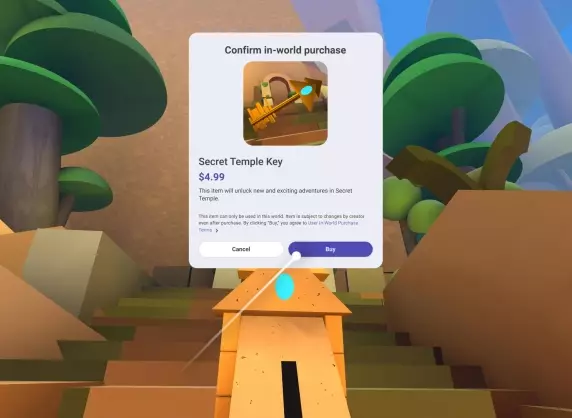 Confirm in-world purchase
Secret Temple Key
$4.99
This item will unlock new and exciting adventures in Secret
Temple.
This item can only be used in this world. Item is subject to changes by creator
even after purchase. By clicking "Buy," you agree to User In-World Purchase
Terms
Cancel
Buy